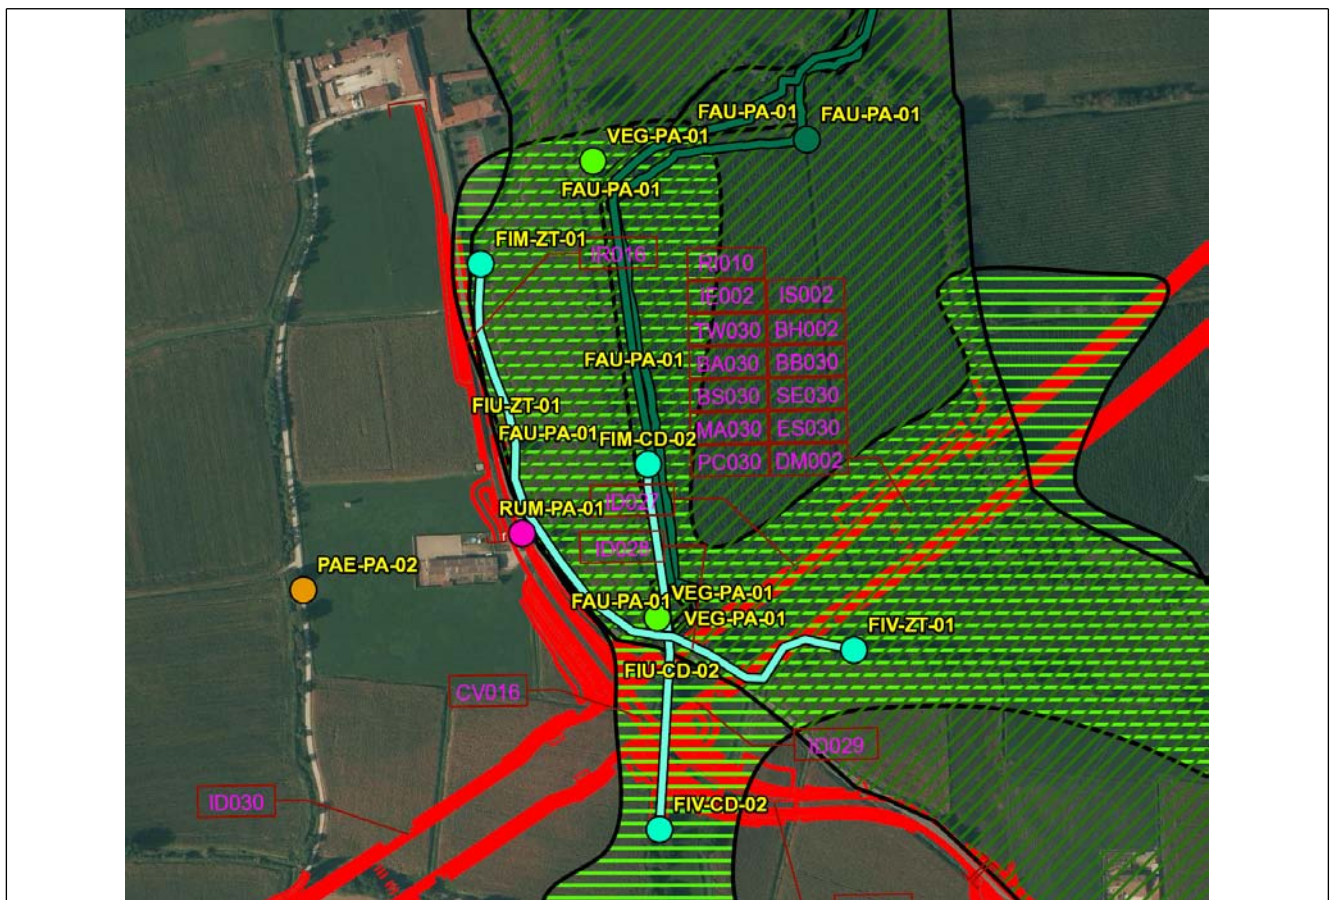 FAU-PA-01
FAU-PA-01
VEG-PA-01
FAU-PA-01
FIM-ZT-01
IR016
RI010
IE002 IS002
TW030 BH002
BA030 BB030
BS030 SE030
MA030 ES030
PC030 DM002
FAU-PA-01
FIU-ZT-01
FAU-PA-01
FIM-CD-02
RUM-PA-01
ID027
ID028
PAE-PA-02
VEG-PA-01
FAU-PA-01
VEG-PA-01
FIV-ZT-01
FIU-CD-02
CV016
ID029
ID030
FIV-CD-02